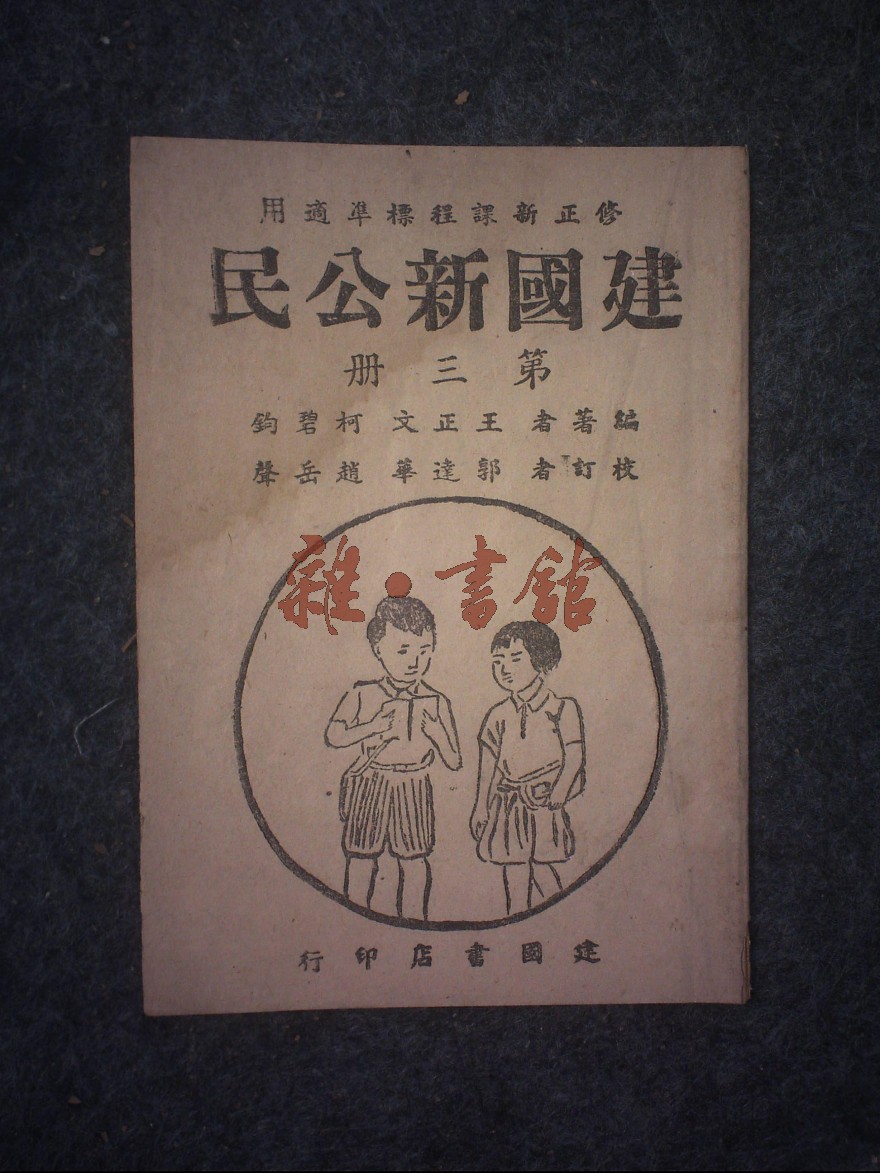 修正新課程標準適用
建國新公民
第三册
編著者 王正文 柯碧鈞
校訂者 郭達華 趙岳聲
雜·書舘
建國書店印行